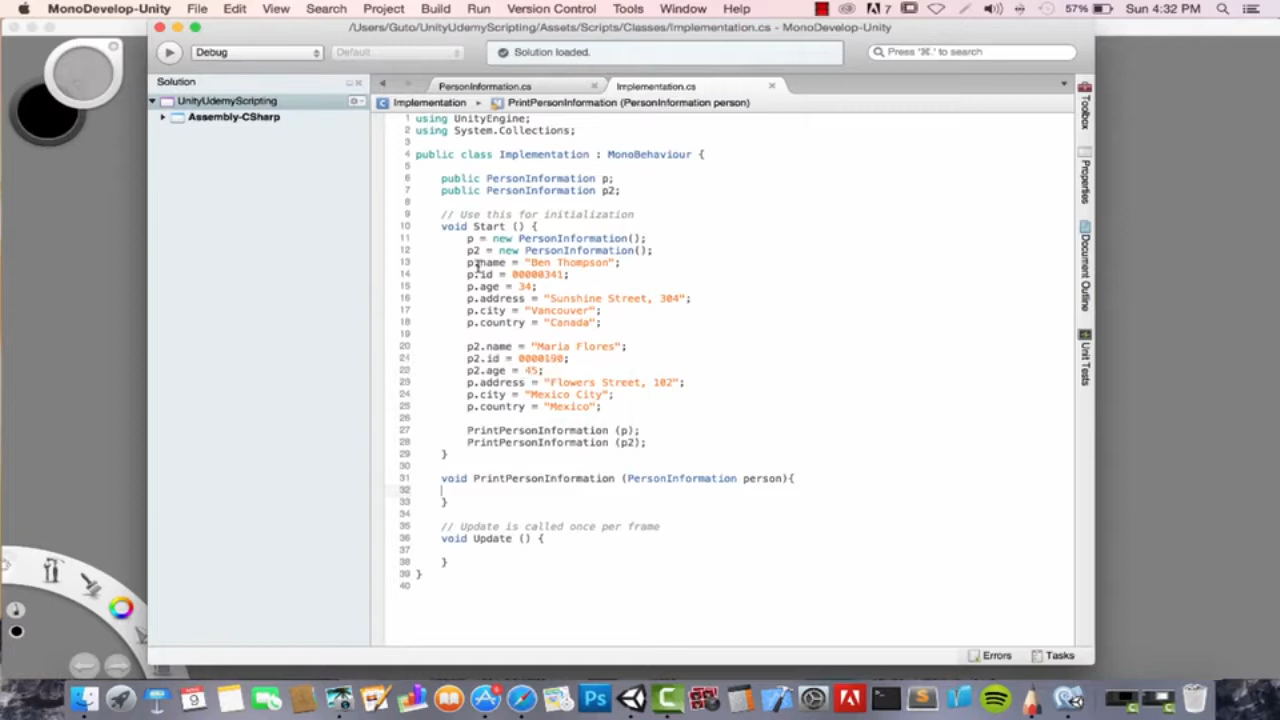 MonoDevelop-Unity File Edit View Search Project Build Run Version Control Tools Window Help 7 57% Sun 4:32 PM
/Users/Guto/UnityUdemyScripting/Assets/Scripts/Classes/Implementation.cs - MonoDevelop-Unity
Debug Default Solution loaded. Press '⌘.' to search
Solution
PersonInformation.cs Implementation.cs
UnityUdemyScripting
Assembly-CSharp
Implementation PrintPersonInformation (PersonInformation person)
1 using UnityEngine;
2 using System.Collections;
3
4 public class Implementation : MonoBehaviour {
5
6 public PersonInformation p;
7 public PersonInformation p2;
8
9 // Use this for initialization
10 void Start () {
11 p = new PersonInformation();
12 p2 = new PersonInformation();
13 p.name = "Ben Thompson";
14 p.id = 00000341;
15 p.age = 34;
16 p.address = "Sunshine Street, 304";
17 p.city = "Vancouver";
18 p.country = "Canada";
19
20 p2.name = "Maria Flores";
21 p2.id = 0000190;
22 p2.age = 45;
23 p.address = "Flowers Street, 102";
24 p.city = "Mexico City";
25 p.country = "Mexico";
26
27 PrintPersonInformation (p);
28 PrintPersonInformation (p2);
29 }
30
31 void PrintPersonInformation (PersonInformation person){
32
33 }
34
35 // Update is called once per frame
36 void Update () {
37
38 }
39 }
40
Toolbox
Properties
Document Outline
Unit Tests
Errors Tasks
9
Ps